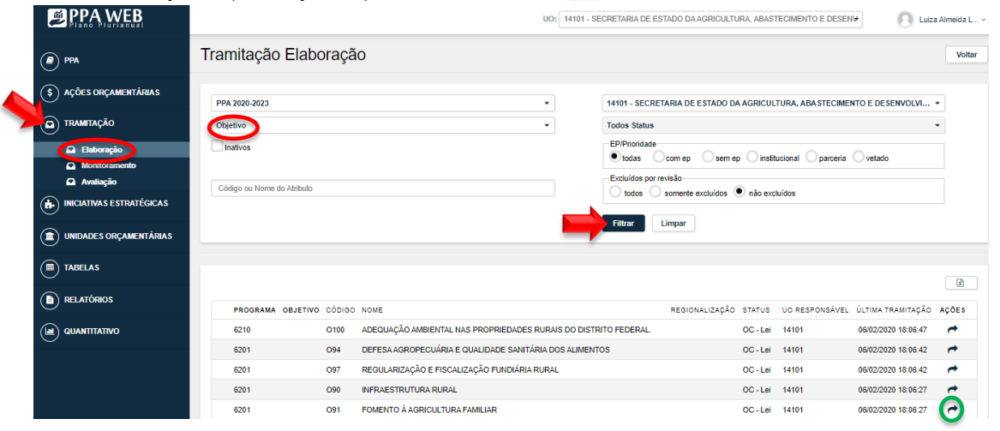 PPA WEB
Plano Plurianual
UO: 14101 - SECRETARIA DE ESTADO DA AGRICULTURA, ABASTECIMENTO E DESENV
Luiza Almeida L...
PPA
AÇÕES ORÇAMENTÁRIAS
TRAMITAÇÃO
Elaboração
Monitoramento
Avaliação
INICIATIVAS ESTRATÉGICAS
UNIDADES ORÇAMENTÁRIAS
TABELAS
RELATÓRIOS
QUANTITATIVO
Tramitação Elaboração
Voltar
PPA 2020-2023
14101 - SECRETARIA DE ESTADO DA AGRICULTURA, ABASTECIMENTO E DESENVOLVI...
Objetivo
Todos Status
Inativos
EP/Prioridade
todas com ep sem ep institucional parceria vetado
Código ou Nome do Atributo
Excluídos por revisão
todos somente excluídos não excluídos
Filtrar Limpar
PROGRAMA OBJETIVO CÓDIGO NOME REGIONALIZAÇÃO STATUS UO RESPONSÁVEL ÚLTIMA TRAMITAÇÃO AÇÕES
6210 O100 ADEQUAÇÃO AMBIENTAL NAS PROPRIEDADES RURAIS DO DISTRITO FEDERAL. OC - Lei 14101 06/02/2020 18:06:47
6201 O94 DEFESA AGROPECUÁRIA E QUALIDADE SANITÁRIA DOS ALIMENTOS OC - Lei 14101 06/02/2020 18:06:42
6201 O97 REGULARIZAÇÃO E FISCALIZAÇÃO FUNDIÁRIA RURAL OC - Lei 14101 06/02/2020 18:06:42
6201 O90 INFRAESTRUTURA RURAL OC - Lei 14101 06/02/2020 18:06:27
6201 O91 FOMENTO À AGRICULTURA FAMILIAR OC - Lei 14101 06/02/2020 18:06:27